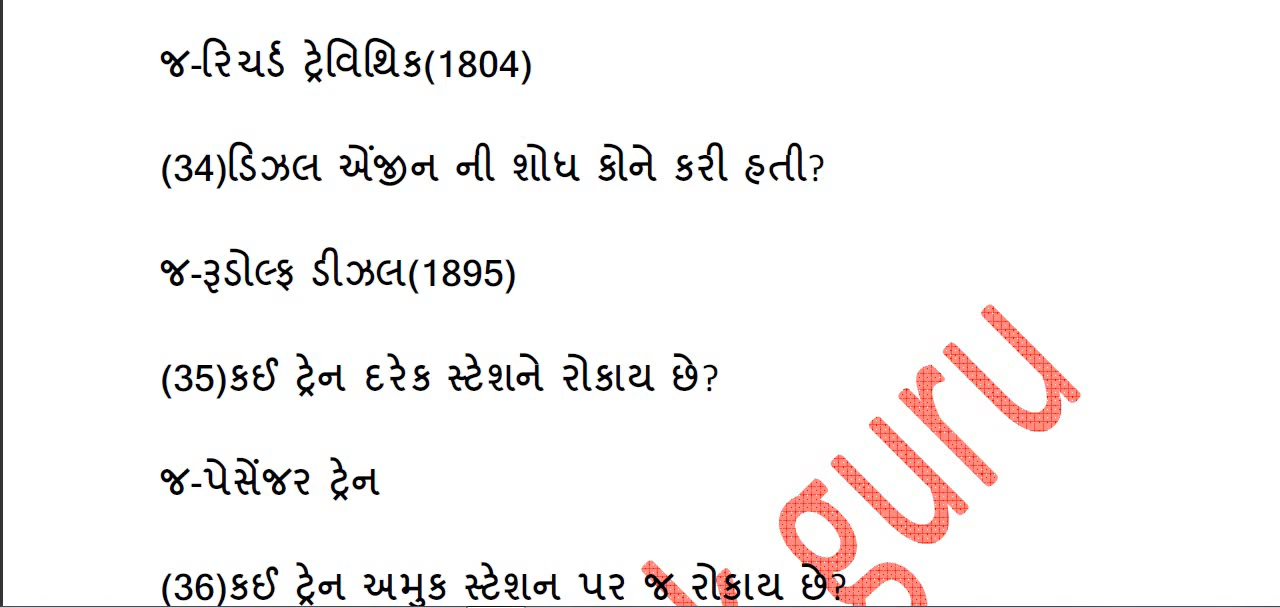 જ-રિચર્ડ ટ્રેવિથિક(1804)
(34)ડિઝલ એંજીન ની શોધ કોને કરી હતી?
જ-રૂડોલ્ફ ડીઝલ(1895)
(35)કઈ ટ્રેન દરેક સ્ટેશને રોકાય છે?
જ-પેસેંજર ટ્રેન
(36)કઈ ટ્રેન અમુક સ્ટેશન પર જ રોકાય છે?
k guru